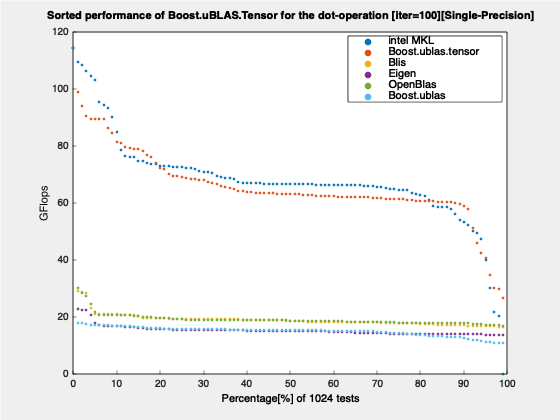 Sorted performance of Boost.uBLAS.Tensor for the dot-operation [iter=100][Single-Precision]
intel MKL
Boost.ublas.tensor
Blis
Eigen
OpenBlas
Boost.ublas
120
100
80
60
40
20
0
GFlops
0 10 20 30 40 50 60 70 80 90 100
Percentage[%] of 1024 tests